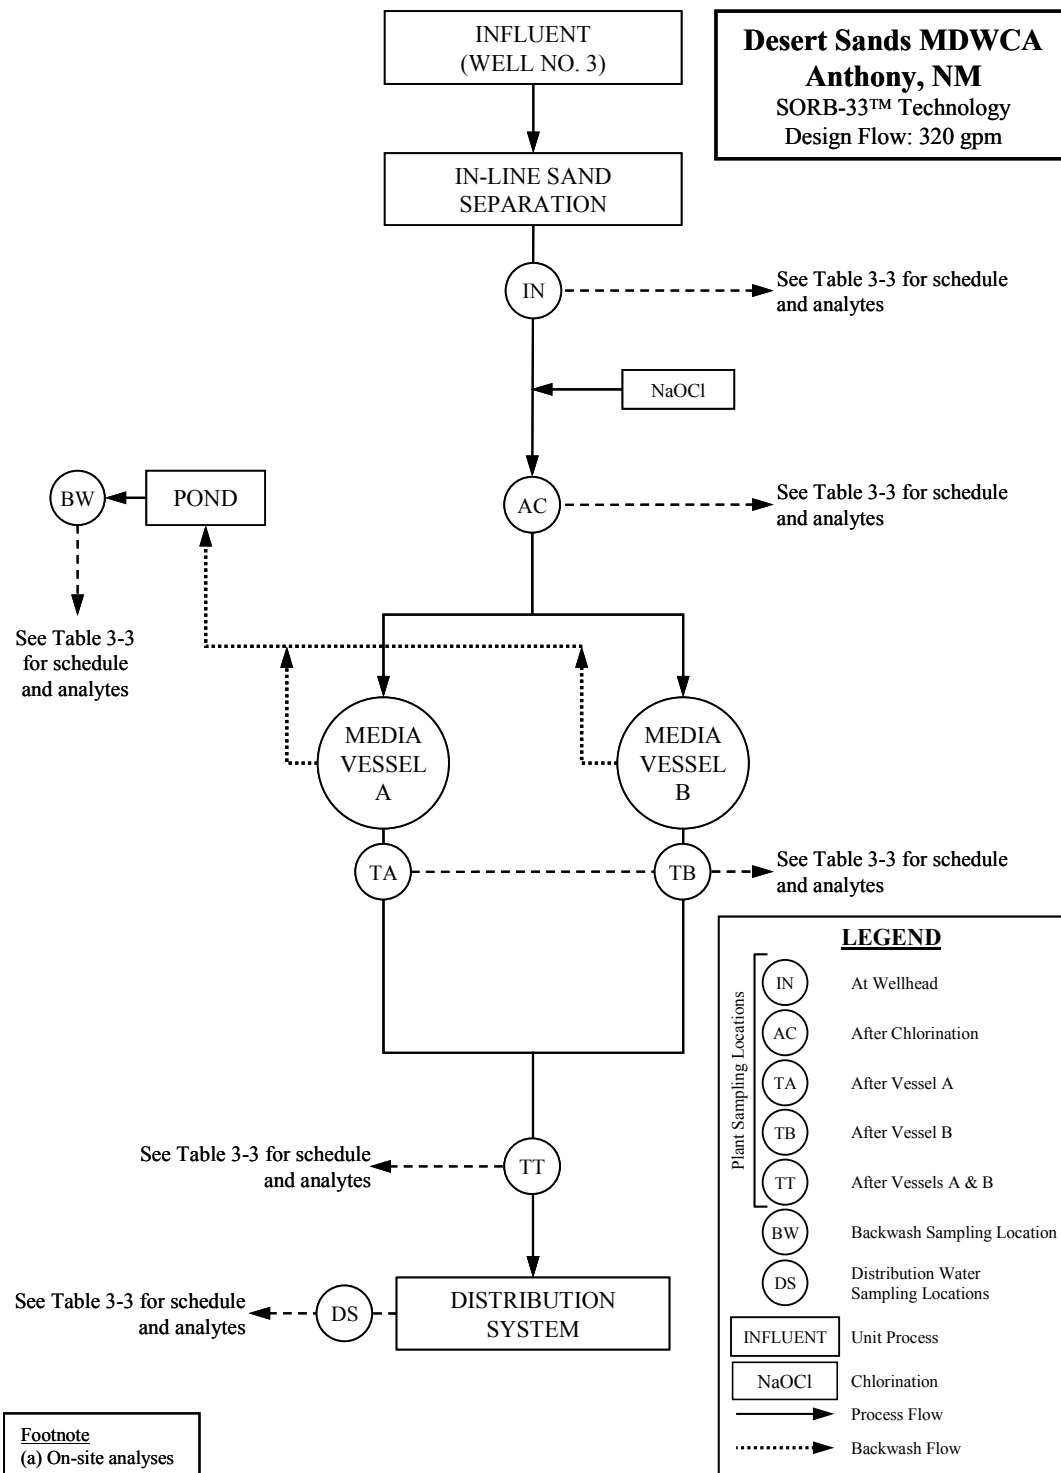 INFLUENT
(WELL NO. 3)
Desert Sands MDWCA
Anthony, NM
SORB-33™ Technology
Design Flow: 320 gpm
IN-LINE SAND
SEPARATION
IN
See Table 3-3 for schedule
and analytes
NaOCl
BW
POND
AC
See Table 3-3 for schedule
and analytes
See Table 3-3
for schedule
and analytes
MEDIA
VESSEL
A
MEDIA
VESSEL
B
TA
TB
See Table 3-3 for schedule
and analytes
TT
See Table 3-3 for schedule
and analytes
DISTRIBUTION
SYSTEM
DS
See Table 3-3 for schedule
and analytes
LEGEND
Plant Sampling Locations
IN At Wellhead
AC After Chlorination
TA After Vessel A
TB After Vessel B
TT After Vessels A & B
BW Backwash Sampling Location
DS Distribution Water
Sampling Locations
INFLUENT Unit Process
NaOCl Chlorination
Process Flow
Backwash Flow
Footnote
(a) On-site analyses